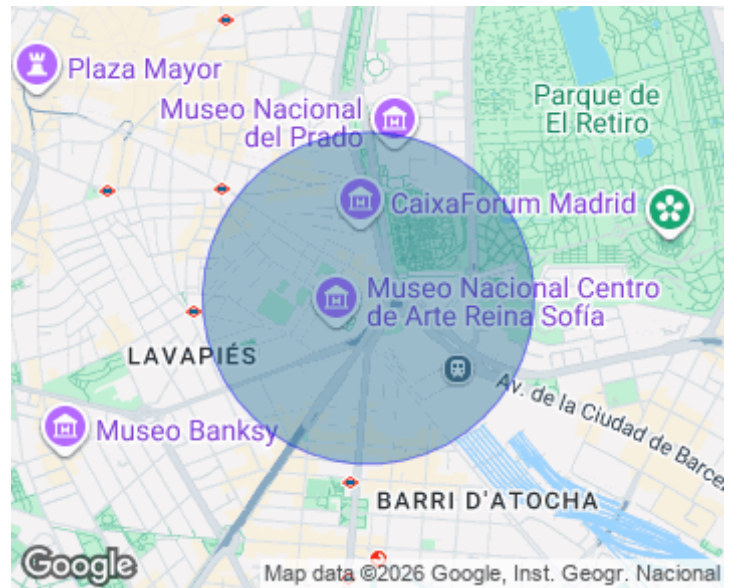 Plaza Mayor
Museo Nacional
del Prado
Parque de
El Retiro
CaixaForum Madrid
Museo Nacional Centro
de Arte Reina Sofía
LAVAPIÉS
Av. de la Ciudad de Barce
Museo Banksy
BARRI D'ATOCHA
Google
Map data ©2026 Google, Inst. Geogr. Nacional